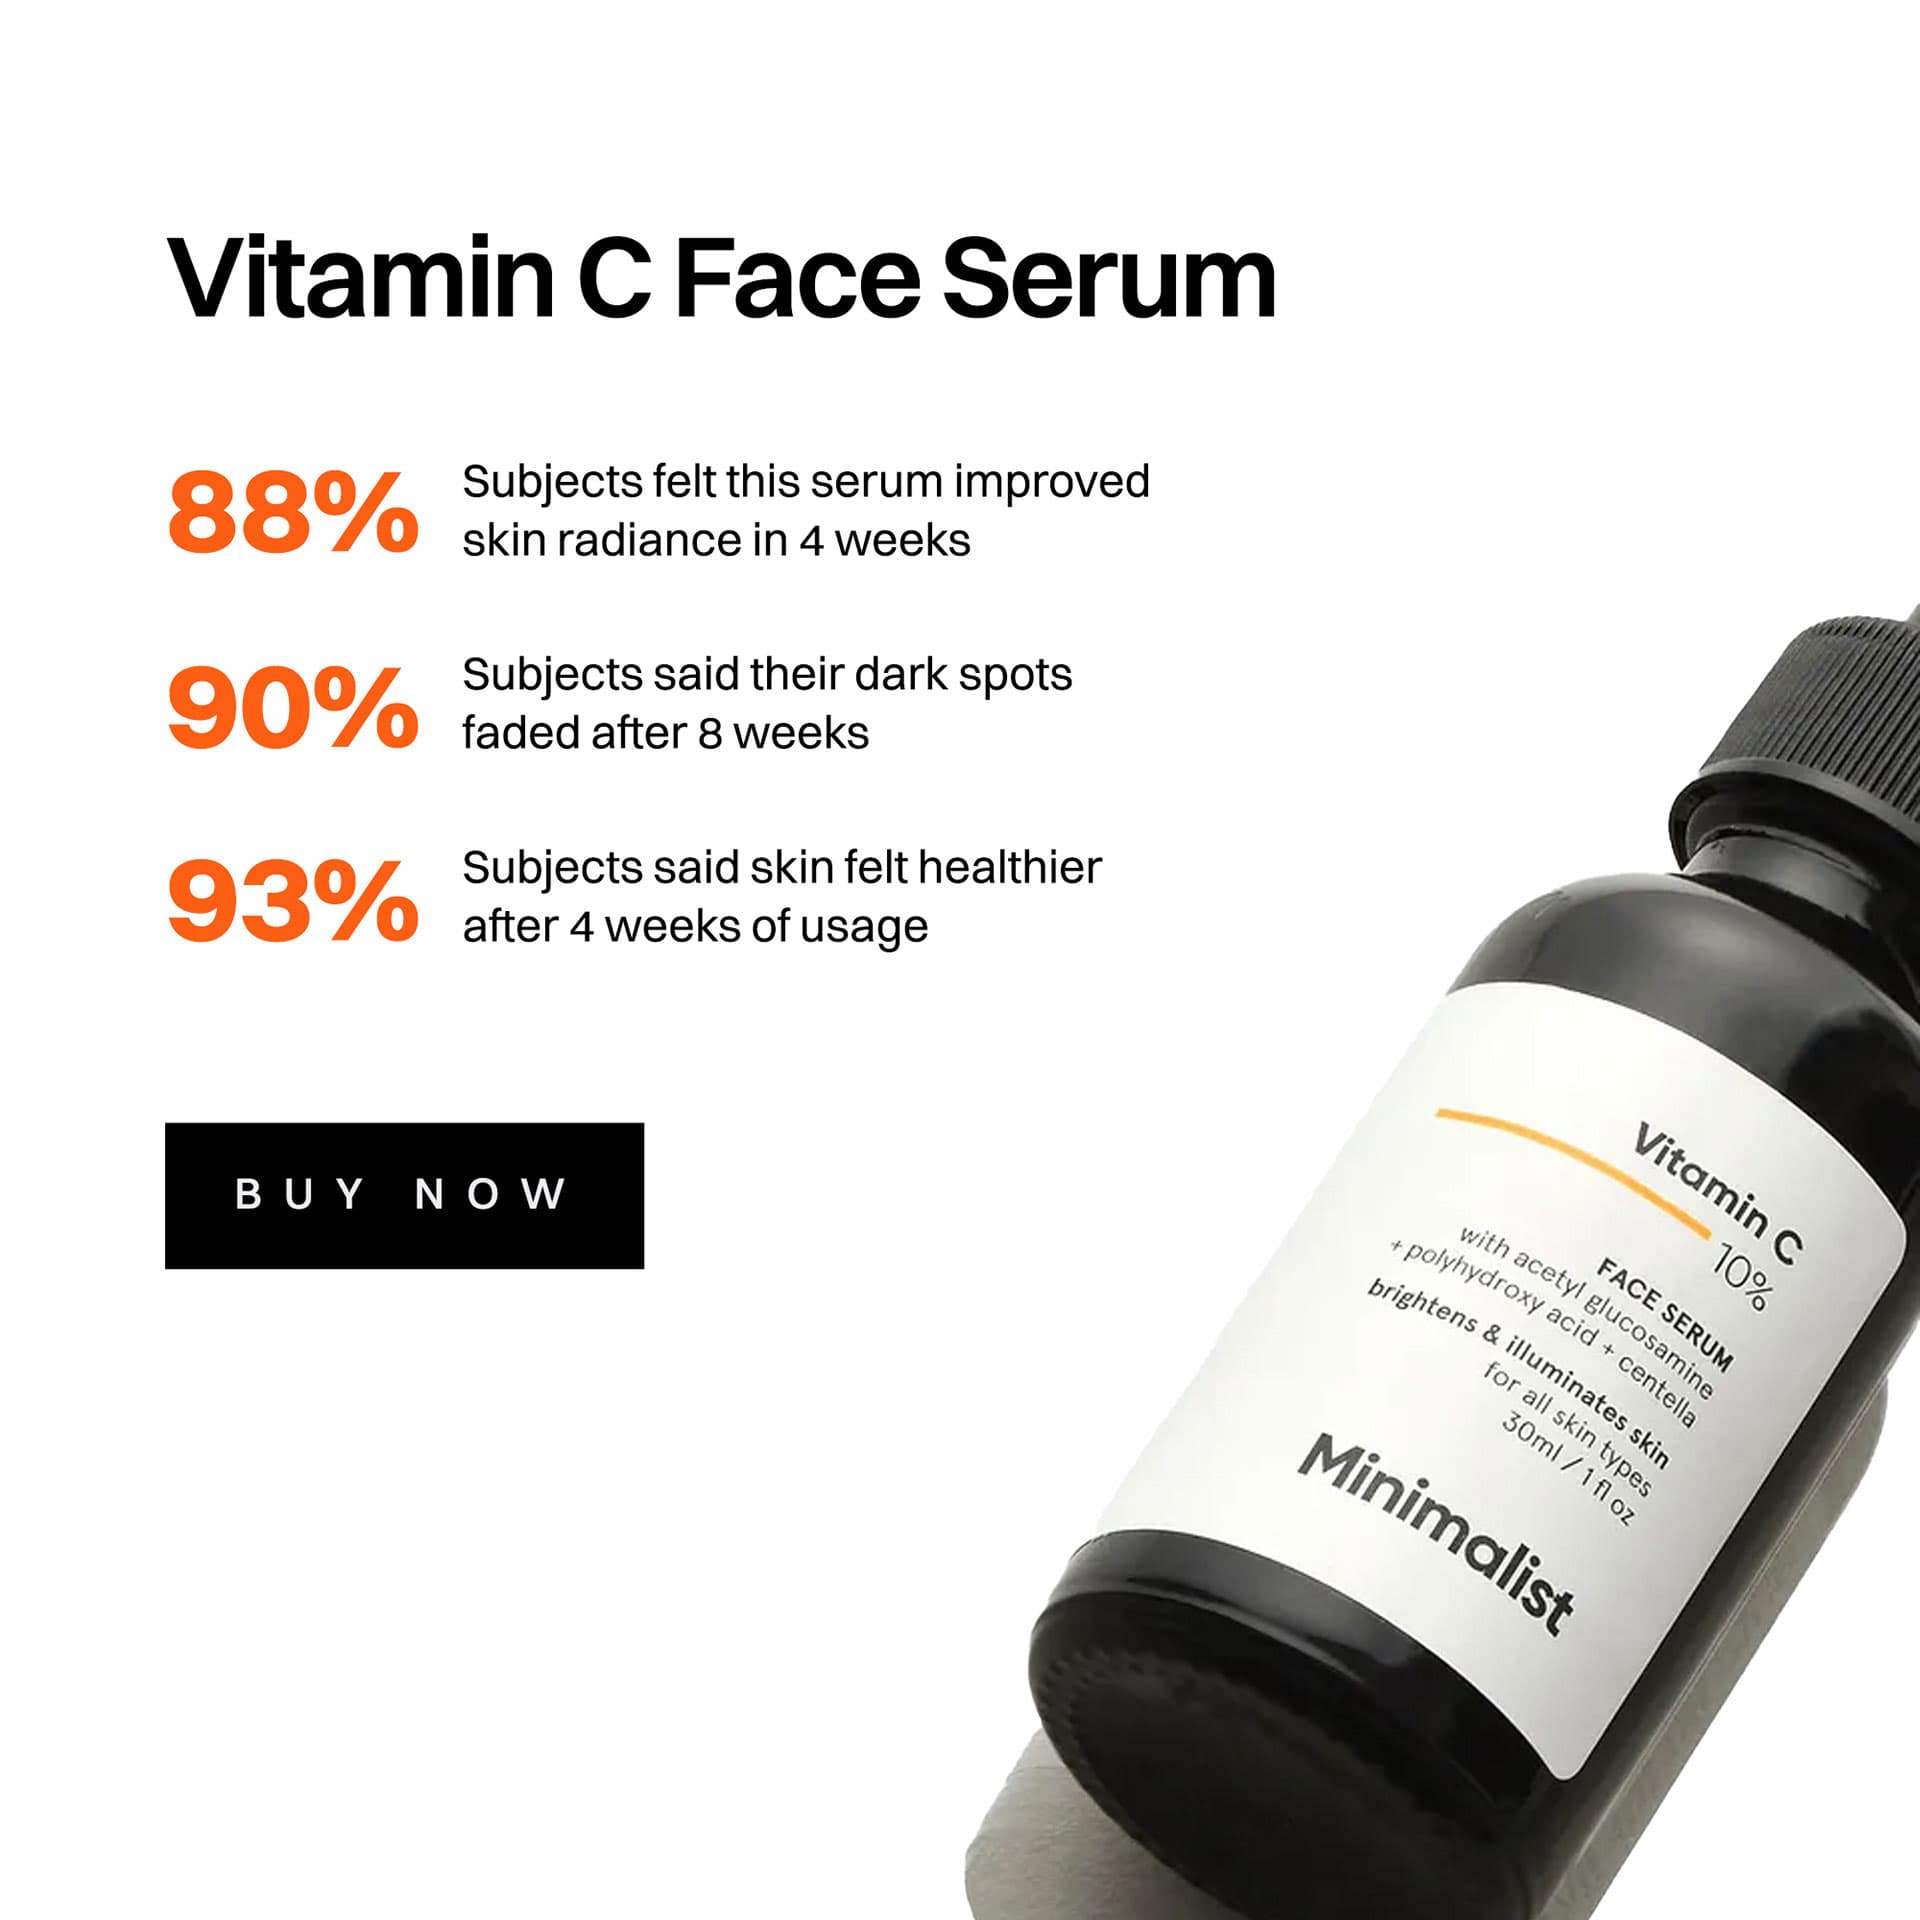 Vitamin C Face Serum
88%
Subjects felt this serum improved
skin radiance in 4 weeks
90%
Subjects said their dark spots
faded after 8 weeks
93%
Subjects said skin felt healthier
after 4 weeks of usage
BUY NOW
Vitamin C
10%
FACE SERUM
with acetyl glucosamine
+ polyhydroxy acid + centella
brightens & illuminates skin
for all skin types
30ml / 1 fl oz
Minimalist